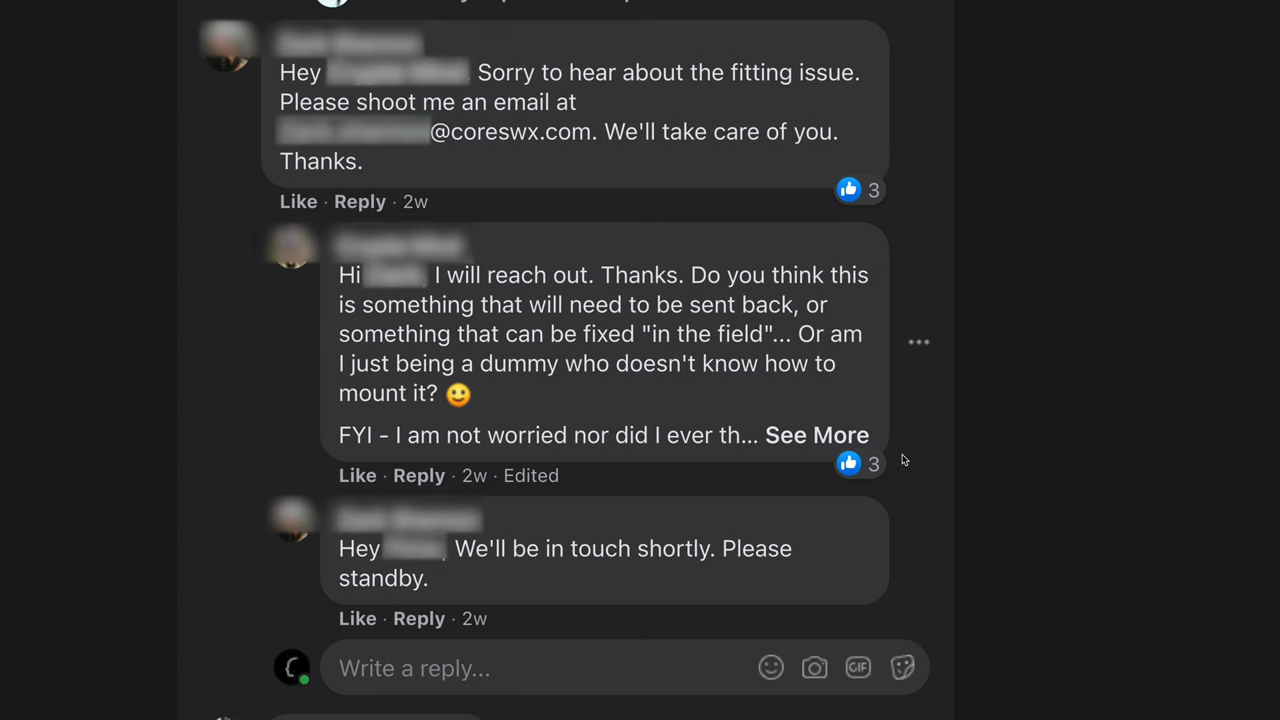 Hey Sorry to hear about the fitting issue.
Please shoot me an email at
@coreswx.com. We'll take care of you.
Thanks.
3
Like · Reply · 2w
Hi I will reach out. Thanks. Do you think this
is something that will need to be sent back, or
something that can be fixed "in the field"... Or am
I just being a dummy who doesn't know how to
mount it? 🙂
FYI - I am not worried nor did I ever th... See More
3
Like · Reply · 2w · Edited
Hey We'll be in touch shortly. Please
standby.
Like · Reply · 2w
Write a reply...
GIF